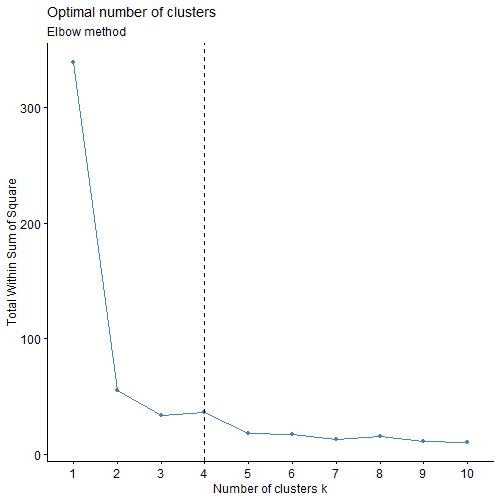 Optimal number of clusters
Elbow method
Total Within Sum of Square
300
200
100
0
1 2 3 4 5 6 7 8 9 10
Number of clusters k